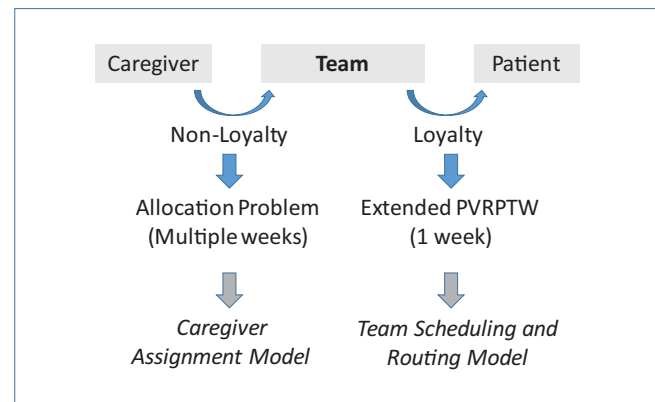 Caregiver
Team
Patient
Non-Loyalty
Loyalty
Allocation Problem
(Multiple weeks)
Extended PVRPTW
(1 week)
Caregiver
Assignment Model
Team Scheduling and
Routing Model